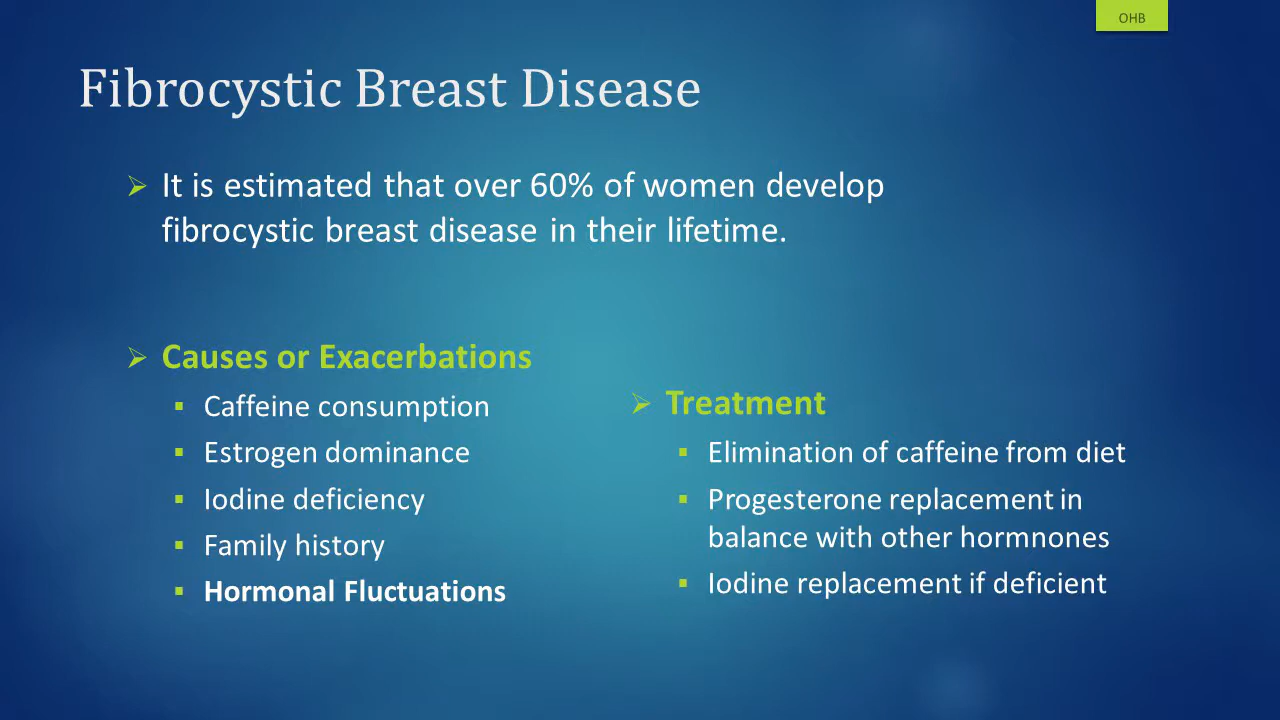 OHB
Fibrocystic Breast Disease
It is estimated that over 60% of women develop
fibrocystic breast disease in their lifetime.
Causes or Exacerbations
Caffeine consumption
Estrogen dominance
Iodine deficiency
Family history
Hormonal Fluctuations
Treatment
Elimination of caffeine from diet
Progesterone replacement in
balance with other hormnones
Iodine replacement if deficient